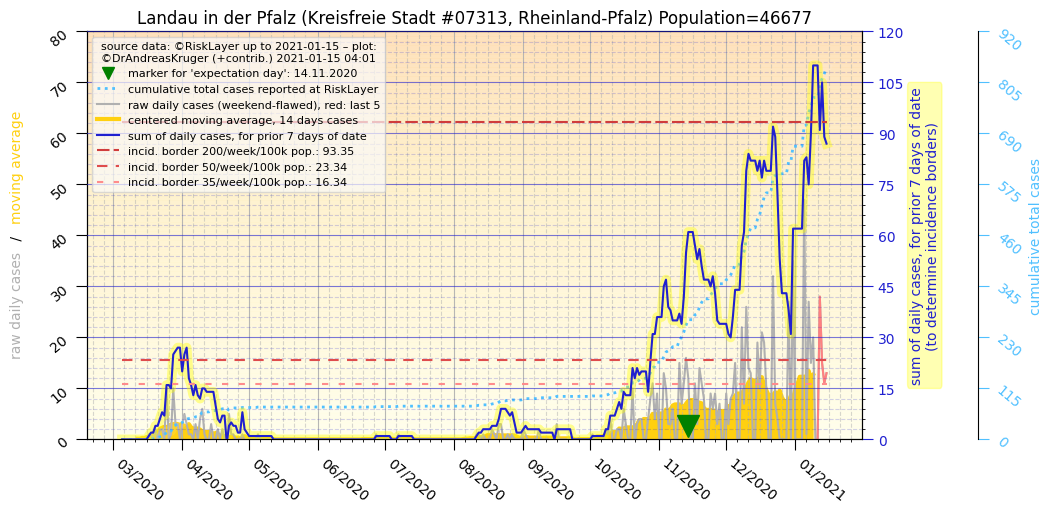 Landau in der Pfalz (Kreisfreie Stadt #07313, Rheinland-Pfalz) Population=46677
source data: ©RiskLayer up to 2021-01-15 – plot:
©DrAndreasKruger (+contrib.) 2021-01-15 04:01
marker for 'expectation day': 14.11.2020
cumulative total cases reported at RiskLayer
raw daily cases (weekend-flawed), red: last 5
centered moving average, 14 days cases
sum of daily cases, for prior 7 days of date
incid. border 200/week/100k pop.: 93.35
incid. border 50/week/100k pop.: 23.34
incid. border 35/week/100k pop.: 16.34
raw daily cases / moving average
80
70
60
50
40
30
20
10
0
120
105
90
75
60
45
30
15
0
sum of daily cases, for prior 7 days of date
(to determine incidence borders)
920
805
690
575
460
345
230
115
0
cumulative total cases
03/2020
04/2020
05/2020
06/2020
07/2020
08/2020
09/2020
10/2020
11/2020
12/2020
01/2021